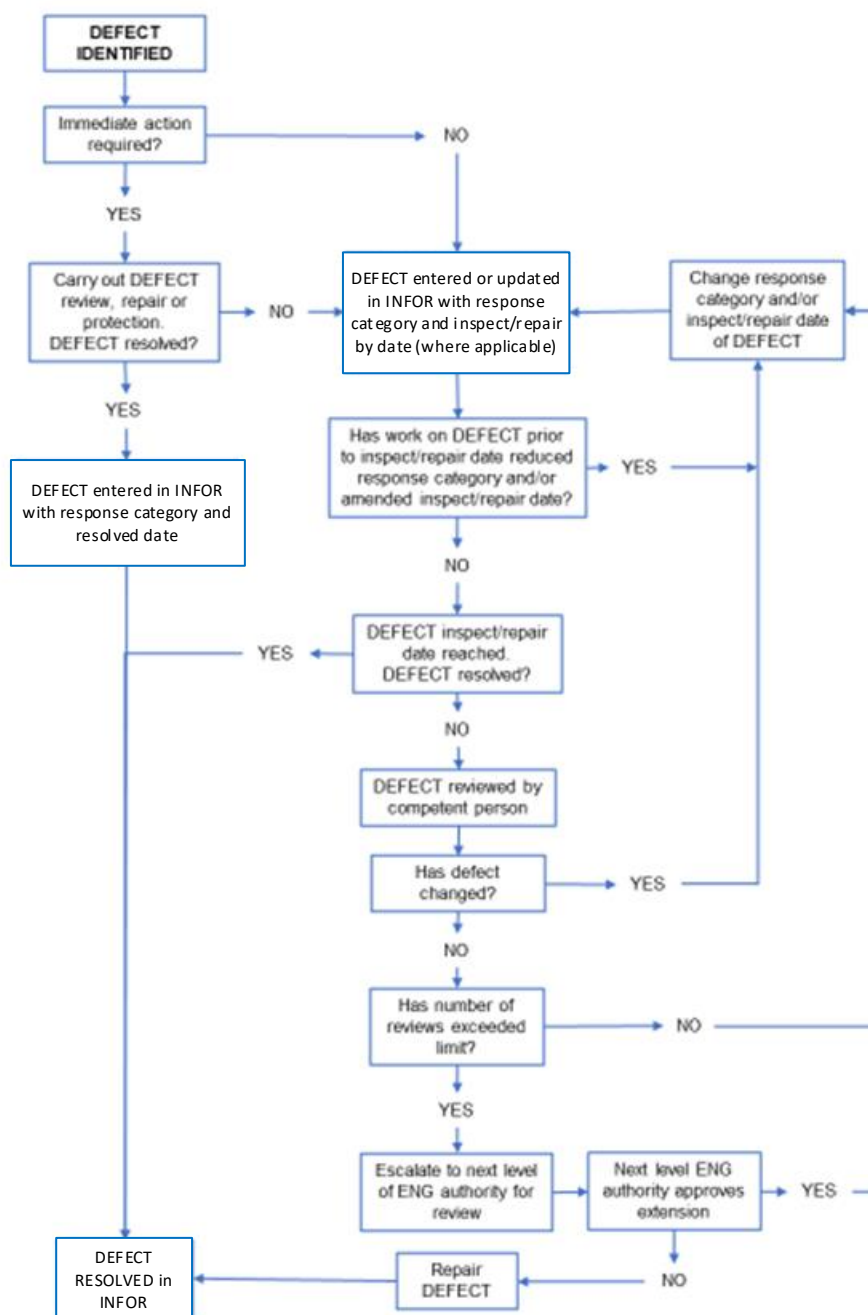 DEFECT
IDENTIFIED
Immediate action
required?
NO
YES
Carry out DEFECT
review, repair or
protection.
DEFECT resolved?
NO
DEFECT entered or updated
in INFOR with response
category and inspect/repair
by date (where applicable)
Change response
category and/or
inspect/repair date
of DEFECT
YES
Has work on DEFECT prior
to inspect/repair date reduced
response category and/or
amended inspect/repair date?
YES
DEFECT entered in INFOR
with response category and
resolved date
NO
DEFECT inspect/repair
date reached.
DEFECT resolved?
YES
NO
DEFECT reviewed by
competent person
Has defect
changed?
YES
NO
Has number of
reviews exceeded
limit?
NO
YES
Escalate to next level
of ENG authority for
review
Next level ENG
authority approves
extension
YES
NO
Repair
DEFECT
DEFECT
RESOLVED in
INFOR